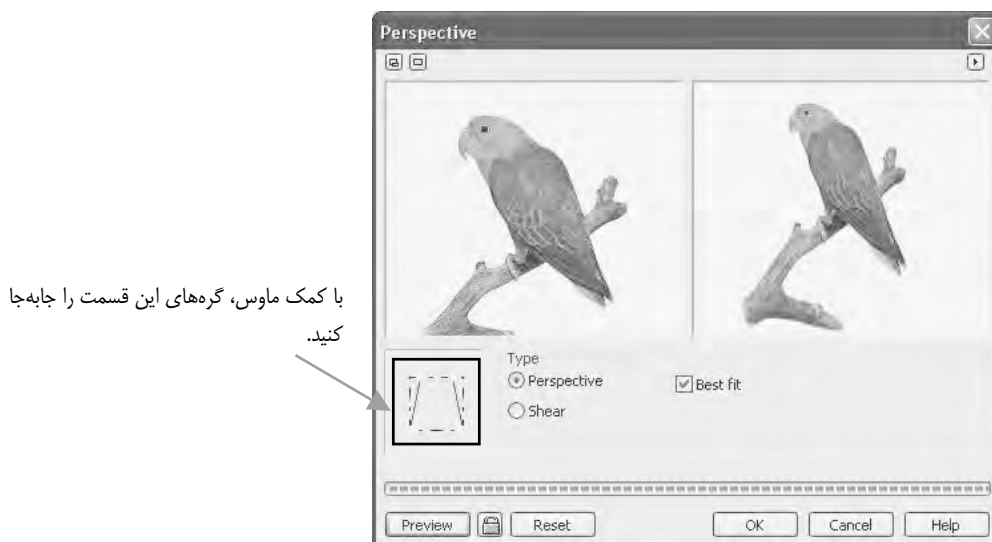 Perspective
با کمک ماوس، گره‌های این قسمت را جابه‌جا
کنید.
Type
Perspective
Best fit
Shear
Preview
Reset
OK
Cancel
Help